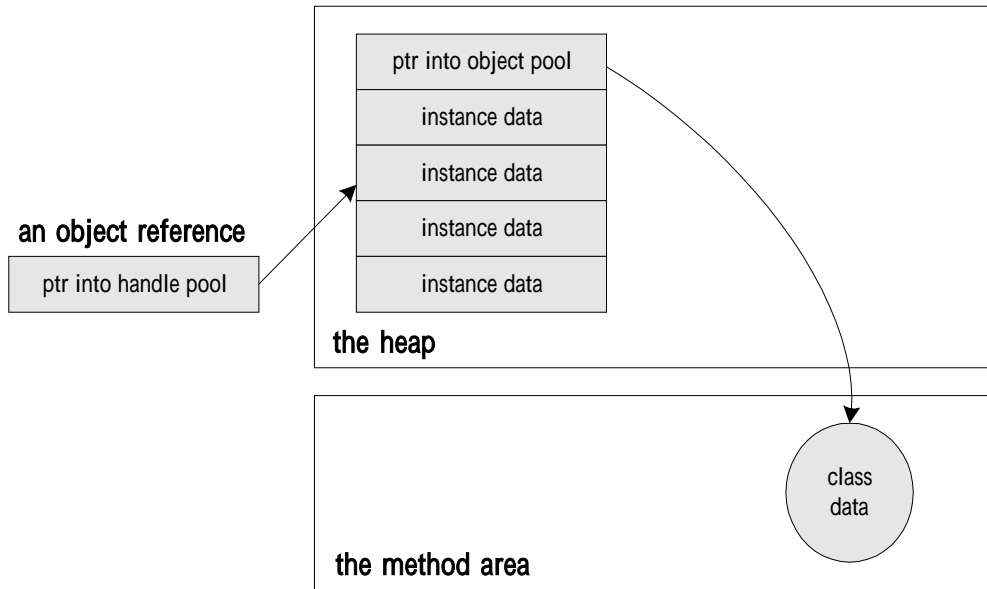 ptr into object pool
instance data
instance data
an object reference
instance data
ptr into handle pool
instance data
the heap
class
data
the method area